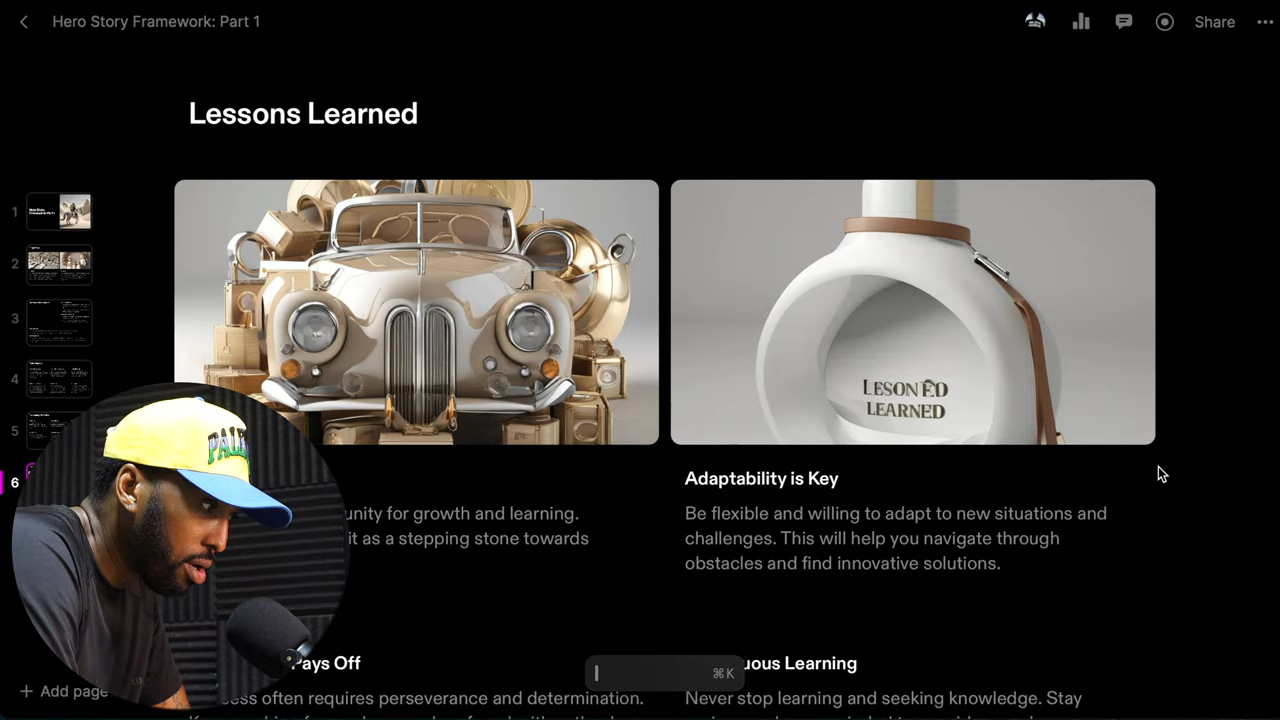 Hero Story Framework: Part 1
Share
Lessons Learned
1
2
3
4
5
6
LESONED
LEARNED
Adaptability is Key
unity for growth and learning.
Be flexible and willing to adapt to new situations and
it as a stepping stone towards
challenges. This will help you navigate through
obstacles and find innovative solutions.
Pays Off
⌘K
uous Learning
Add page
ess often requires perseverance and determination.
Never stop learning and seeking knowledge. Stay